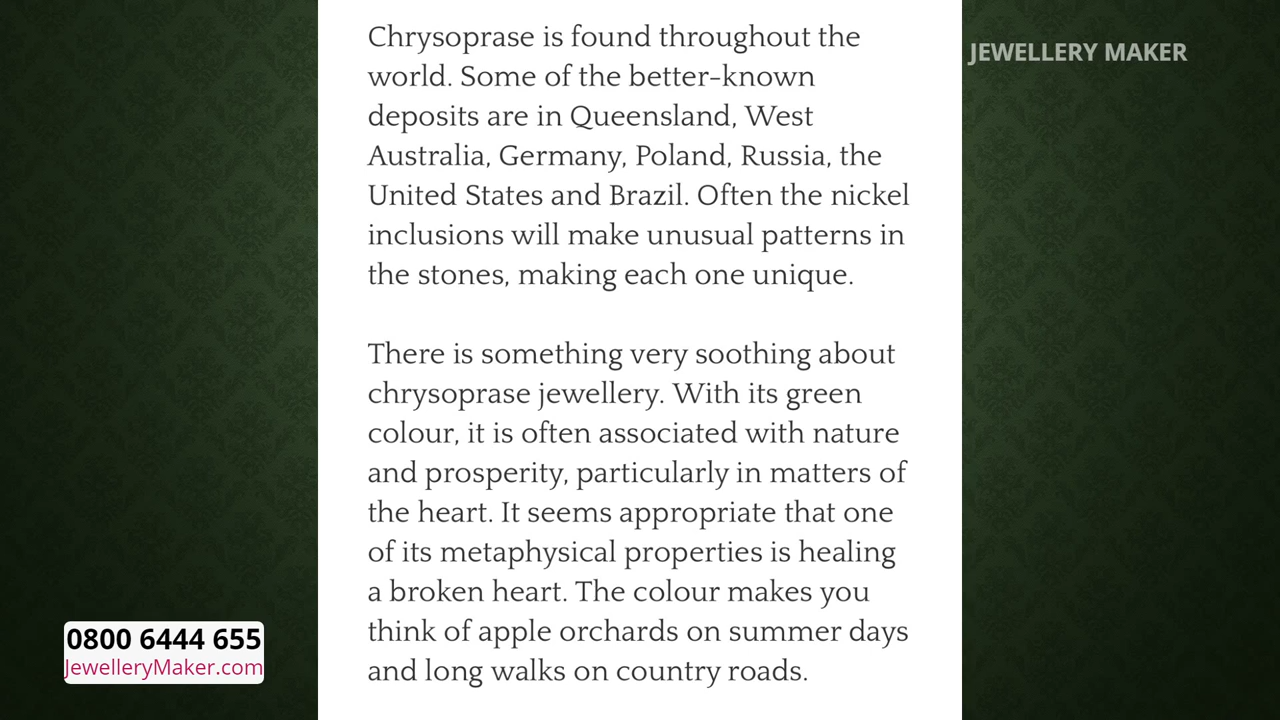 Chrysoprase is found throughout the
world. Some of the better-known
deposits are in Queensland, West
Australia, Germany, Poland, Russia, the
United States and Brazil. Often the nickel
inclusions will make unusual patterns in
the stones, making each one unique.
There is something very soothing about
chrysoprase jewellery. With its green
colour, it is often associated with nature
and prosperity, particularly in matters of
the heart. It seems appropriate that one
of its metaphysical properties is healing
a broken heart. The colour makes you
think of apple orchards on summer days
and long walks on country roads.
JEWELLERY MAKER
0800 6444 655
JewelleryMaker.com